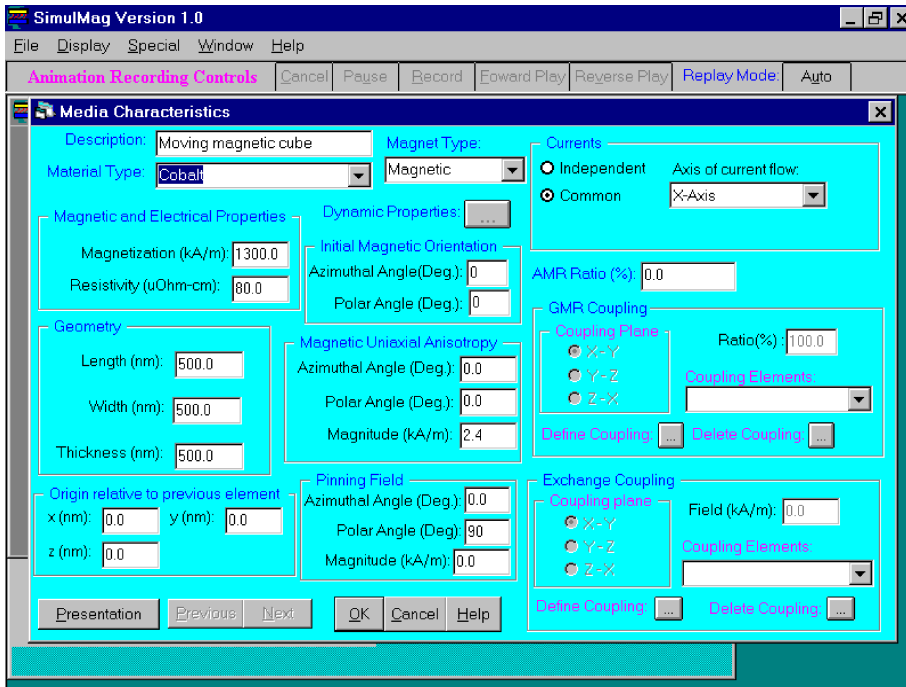 SimulMag Version 1.0
File Display Special Window Help
Animation Recording Controls Cancel Pause Record Foward Play Reverse Play Replay Mode: Auto
Media Characteristics
Description: Moving magnetic cube
Material Type: Cobalt
Magnet Type:
Magnetic
Currents
Independent
Common
Axis of current flow:
X-Axis
Magnetic and Electrical Properties
Magnetization (kA/m): 1300.0
Resistivity (uOhm-cm): 80.0
Dynamic Properties: ...
Initial Magnetic Orientation
Azimuthal Angle(Deg.): 0
Polar Angle (Deg.): 0
AMR Ratio (%): 0.0
Geometry
Length (nm): 500.0
Width (nm): 500.0
Thickness (nm): 500.0
Magnetic Uniaxial Anisotropy
Azimuthal Angle (Deg.): 0.0
Polar Angle (Deg.): 0.0
Magnitude (kA/m): 2.4
GMR Coupling
Coupling Plane
X-Y
Y-Z
Z-X
Ratio(%) : 100.0
Coupling Elements:
Define Coupling: ... Delete Coupling: ...
Origin relative to previous element
x (nm): 0.0 y (nm): 0.0
z (nm): 0.0
Pinning Field
Azimuthal Angle (Deg.): 0.0
Polar Angle (Deg): 90
Magnitude (kA/m): 0.0
Exchange Coupling
Coupling plane
X-Y
Y-Z
Z-X
Field (kA/m): 0.0
Coupling Elements:
Define Coupling: ... Delete Coupling: ...
Presentation Previous Next OK Cancel Help